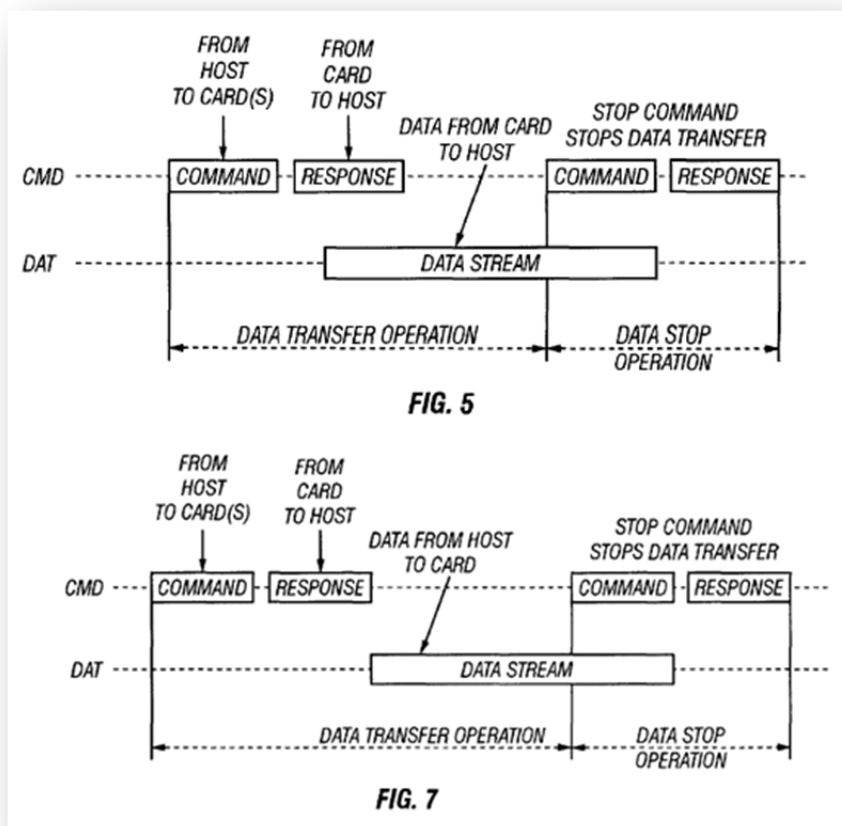 FROM
HOST
TO CARD(S)
FROM
CARD
TO HOST
DATA FROM CARD
TO HOST
STOP COMMAND
STOPS DATA TRANSFER
CMD
COMMAND
RESPONSE
COMMAND
RESPONSE
DAT
DATA STREAM
DATA TRANSFER OPERATION
DATA STOP
OPERATION
FIG. 5
FROM
HOST
TO CARD(S)
FROM
CARD
TO HOST
DATA FROM HOST
TO CARD
STOP COMMAND
STOPS DATA TRANSFER
CMD
COMMAND
RESPONSE
COMMAND
RESPONSE
DAT
DATA STREAM
DATA TRANSFER OPERATION
DATA STOP
OPERATION
FIG. 7